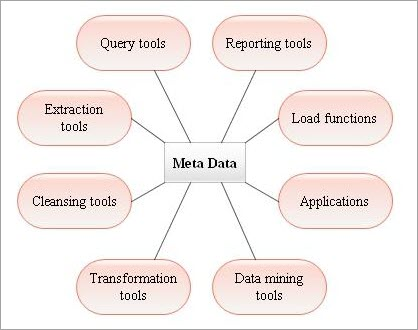 Query tools
Reporting tools
Extraction
tools
Load functions
Meta Data
Cleansing tools
Applications
Transformation
tools
Data mining
tools